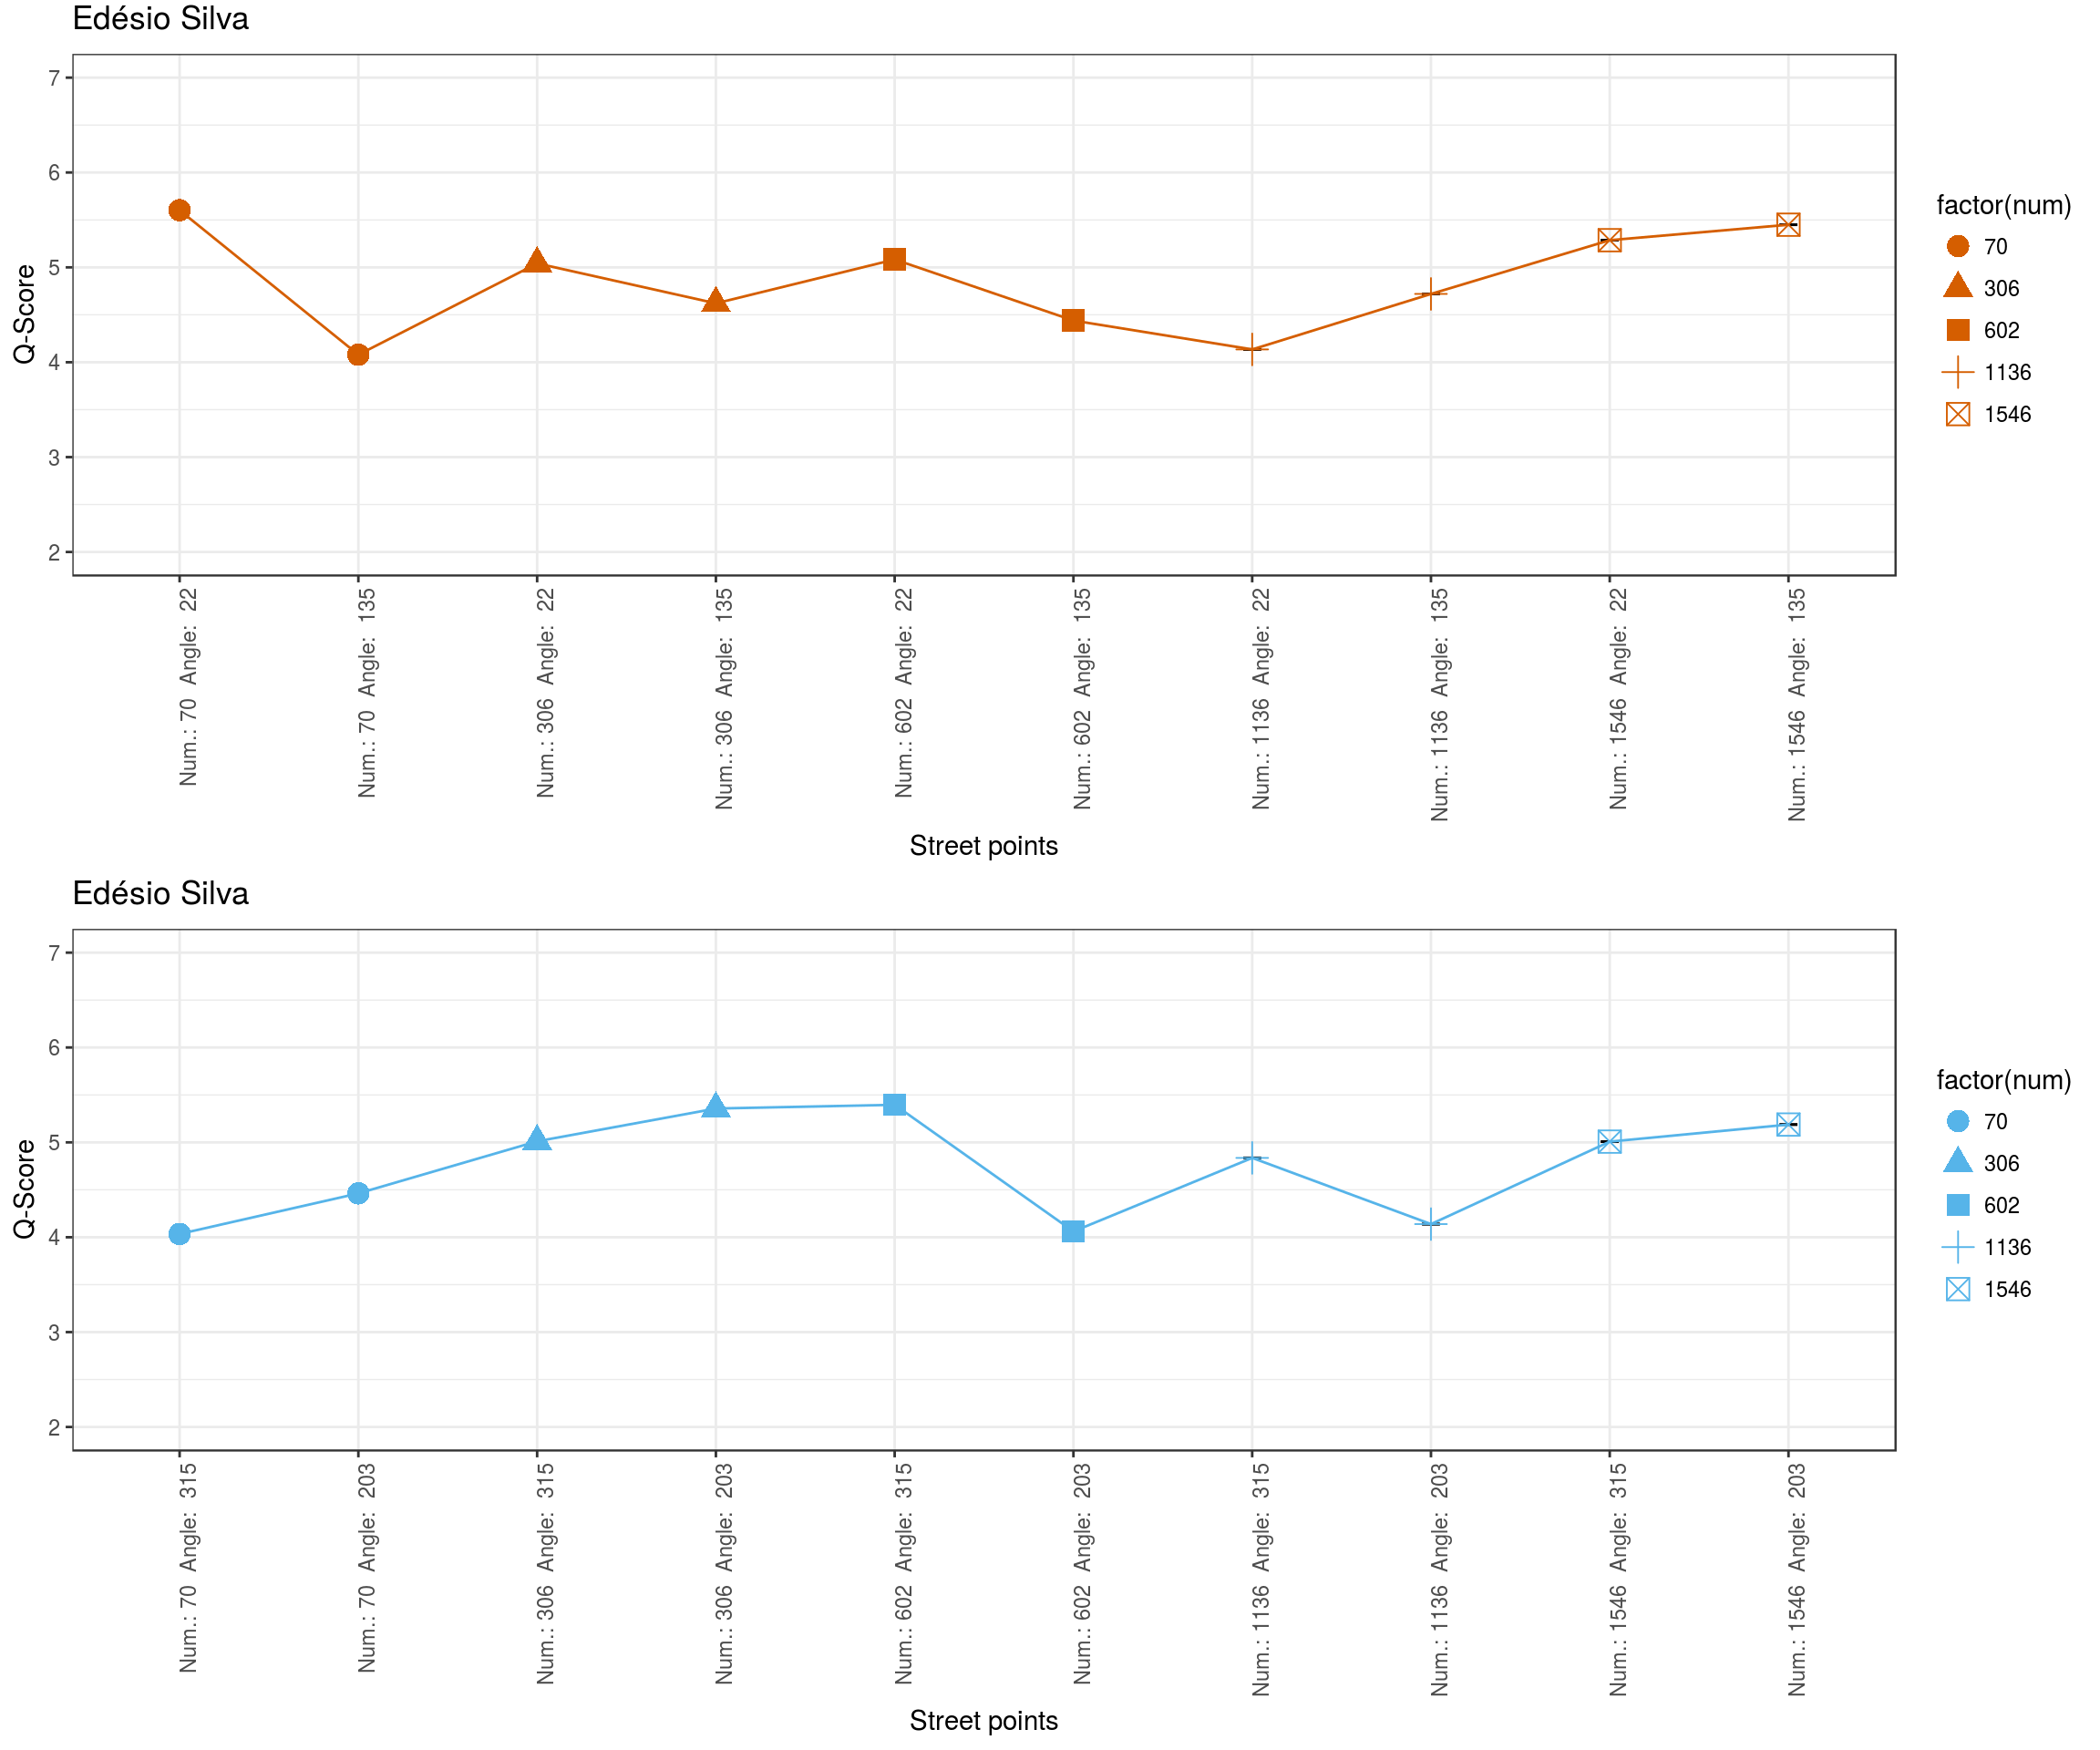 Edésio Silva
7
6
5
4
3
2
Q-Score
Num.: 70 Angle: 22
Num.: 70 Angle: 135
Num.: 306 Angle: 22
Num.: 306 Angle: 135
Num.: 602 Angle: 22
Num.: 602 Angle: 135
Num.: 1136 Angle: 22
Num.: 1136 Angle: 135
Num.: 1546 Angle: 22
Num.: 1546 Angle: 135
Street points
factor(num)
70
306
602
1136
1546
Edésio Silva
7
6
5
4
3
2
Q-Score
Num.: 70 Angle: 315
Num.: 70 Angle: 203
Num.: 306 Angle: 315
Num.: 306 Angle: 203
Num.: 602 Angle: 315
Num.: 602 Angle: 203
Num.: 1136 Angle: 315
Num.: 1136 Angle: 203
Num.: 1546 Angle: 315
Num.: 1546 Angle: 203
Street points
factor(num)
70
306
602
1136
1546